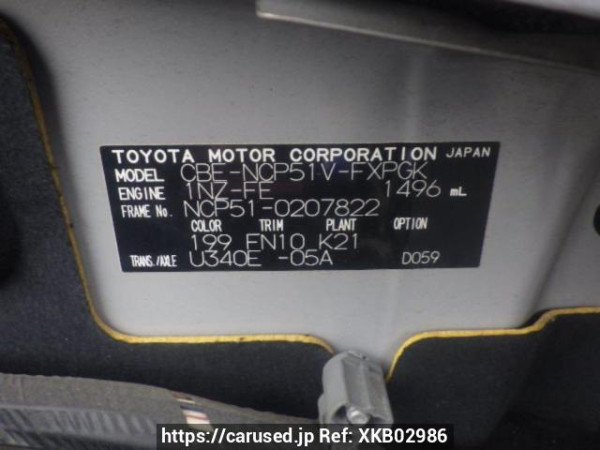 TOYOTA MOTOR CORPORATION JAPAN
MODEL CBE-NCP51V-FXPGK
ENGINE 1NZ-FE 1496 mL
FRAME No. NCP51-0207822
COLOR TRIM PLANT OPTION
199 FN10 K21
TRANS./AXLE U340E -05A D059
https://carused.jp Ref: XKB02986